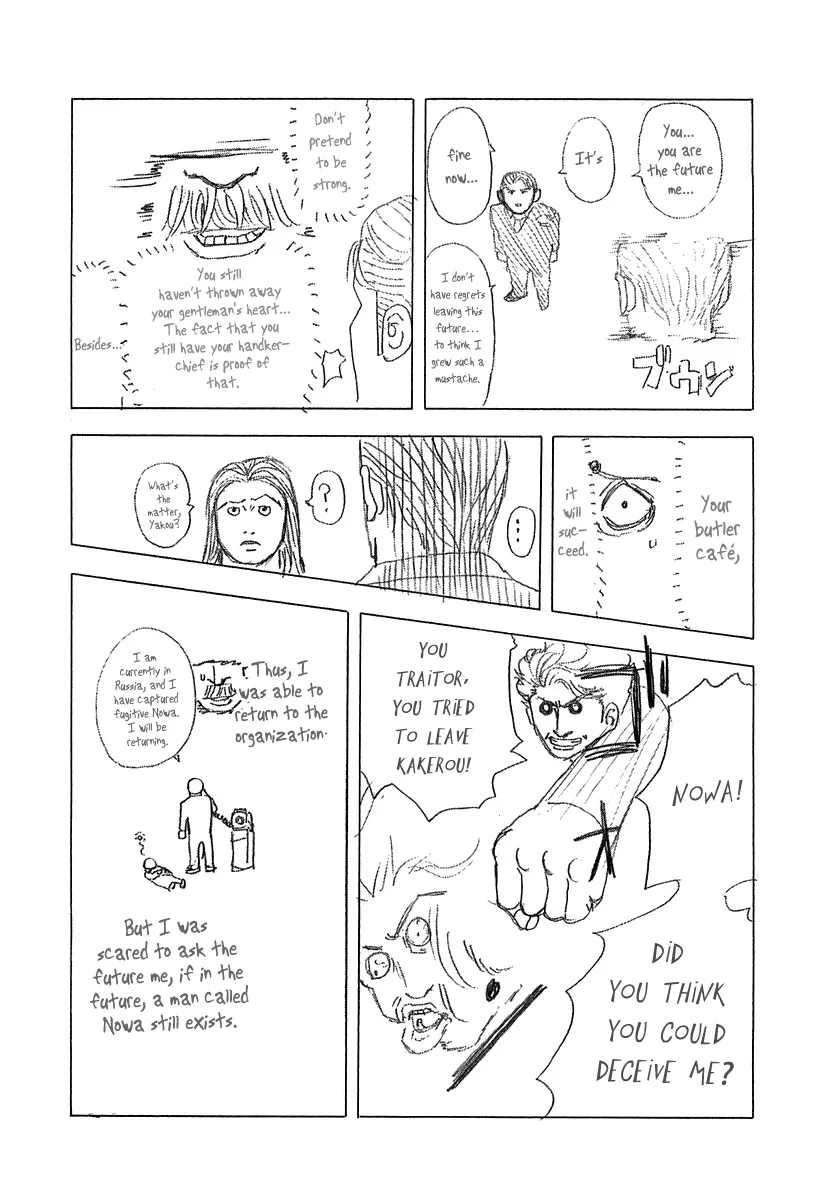 You...
you are
the future
me...
It's
fine
now...
I don't
have regrets
leaving this
future...
to think I
grew such a
mustache.
ブゥン
Don't
pretend
to be
strong.
You still
haven't thrown away
your gentleman's heart...
The fact that you
still have your handker-
chief is proof of
that.
Besides...
Your
butler
café,
it
will
suc-
ceed.
...
?
What's
the
matter,
Yakou?
YOU
TRAITOR,
YOU TRIED
TO LEAVE
KAKEROU!
NOWA!
DID
YOU THINK
YOU COULD
DECEIVE ME?
Thus, I
was able to
return to the
organization.
I am
currently in
Russia, and I
have captured
fugitive Nowa.
I will be
returning.
But I was
scared to ask the
future me, if in the
future, a man called
Nowa still exists.